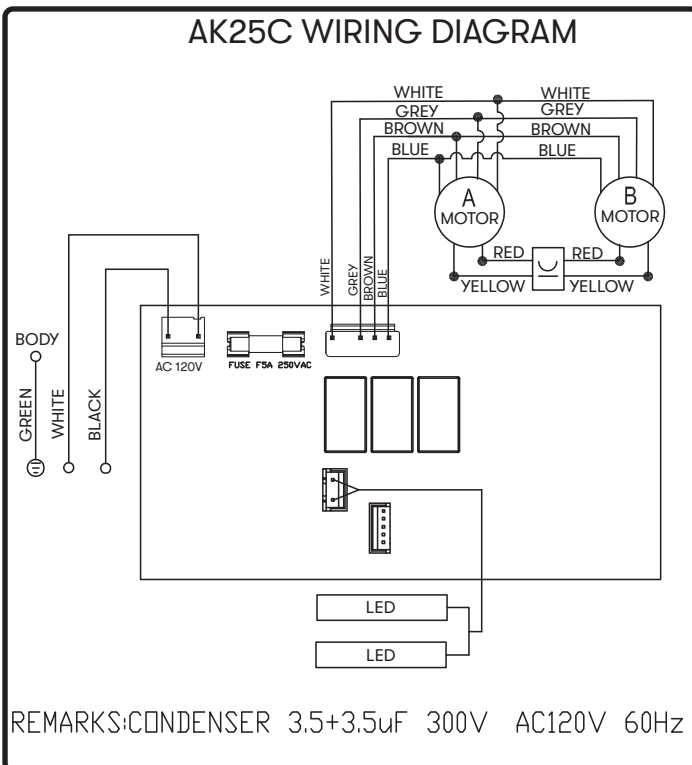 AK25C WIRING DIAGRAM
WHITE WHITE
GREY GREY
BROWN BROWN
BLUE BLUE
A MOTOR
B MOTOR
RED RED
YELLOW YELLOW
WHITE
GREY
BROWN
BLUE
BODY
GREEN
WHITE
BLACK
AC 120V
FUSE F5A 250VAC
LED
LED
REMARKS:CONDENSER 3.5+3.5uF 300V AC120V 60Hz